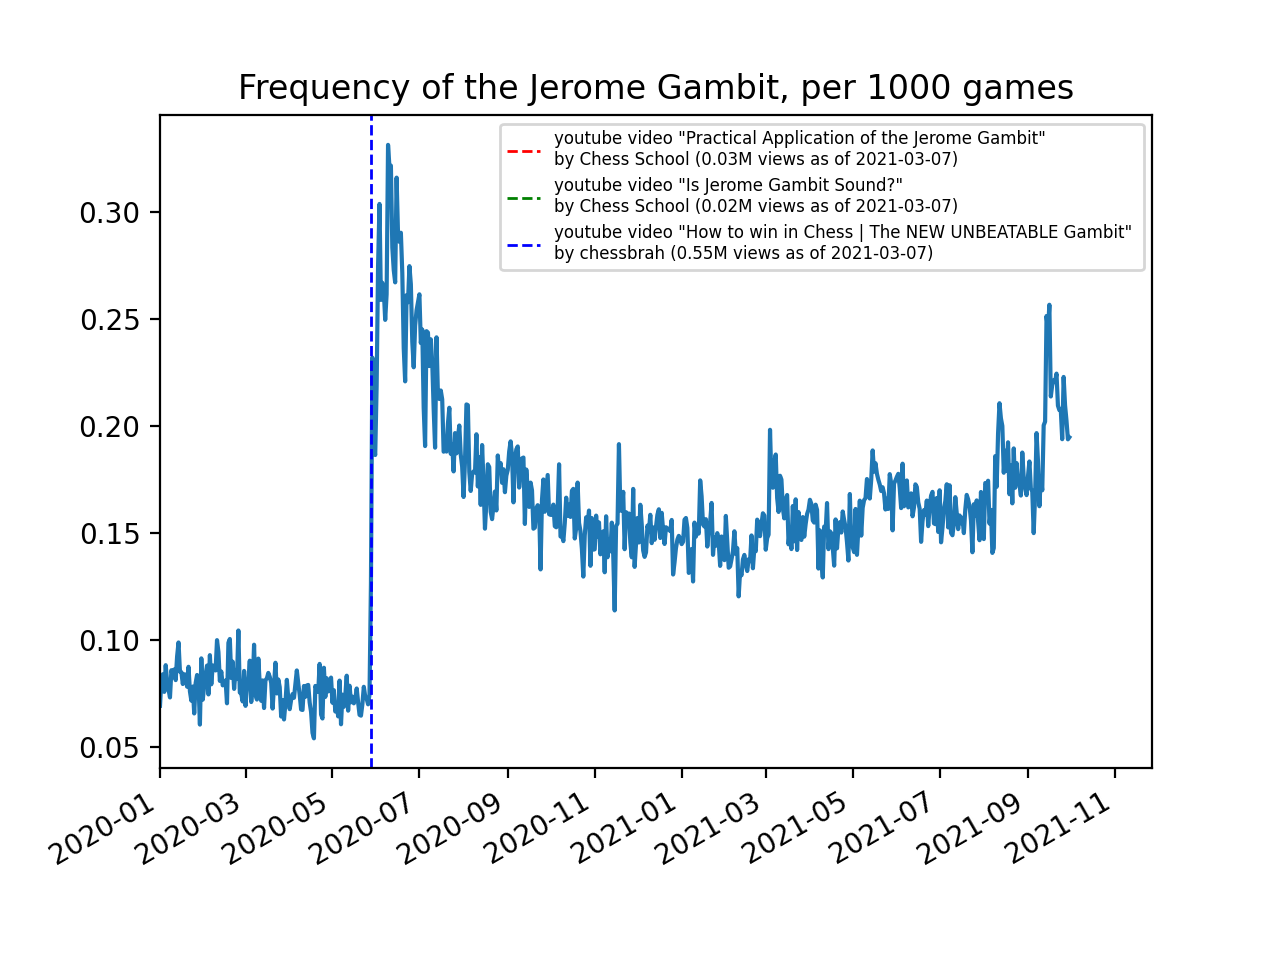 Frequency of the Jerome Gambit, per 1000 games
youtube video "Practical Application of the Jerome Gambit"
by Chess School (0.03M views as of 2021-03-07)
youtube video "Is Jerome Gambit Sound?"
by Chess School (0.02M views as of 2021-03-07)
youtube video "How to win in Chess | The NEW UNBEATABLE Gambit"
by chessbrah (0.55M views as of 2021-03-07)
0.30
0.25
0.20
0.15
0.10
0.05
2020-01
2020-03
2020-05
2020-07
2020-09
2020-11
2021-01
2021-03
2021-05
2021-07
2021-09
2021-11